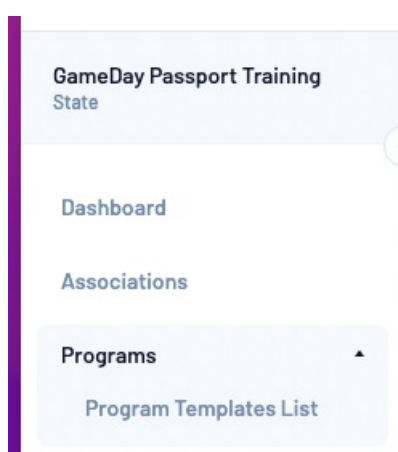 GameDay Passport Training
State
Dashboard
Associations
Programs
Program Templates List